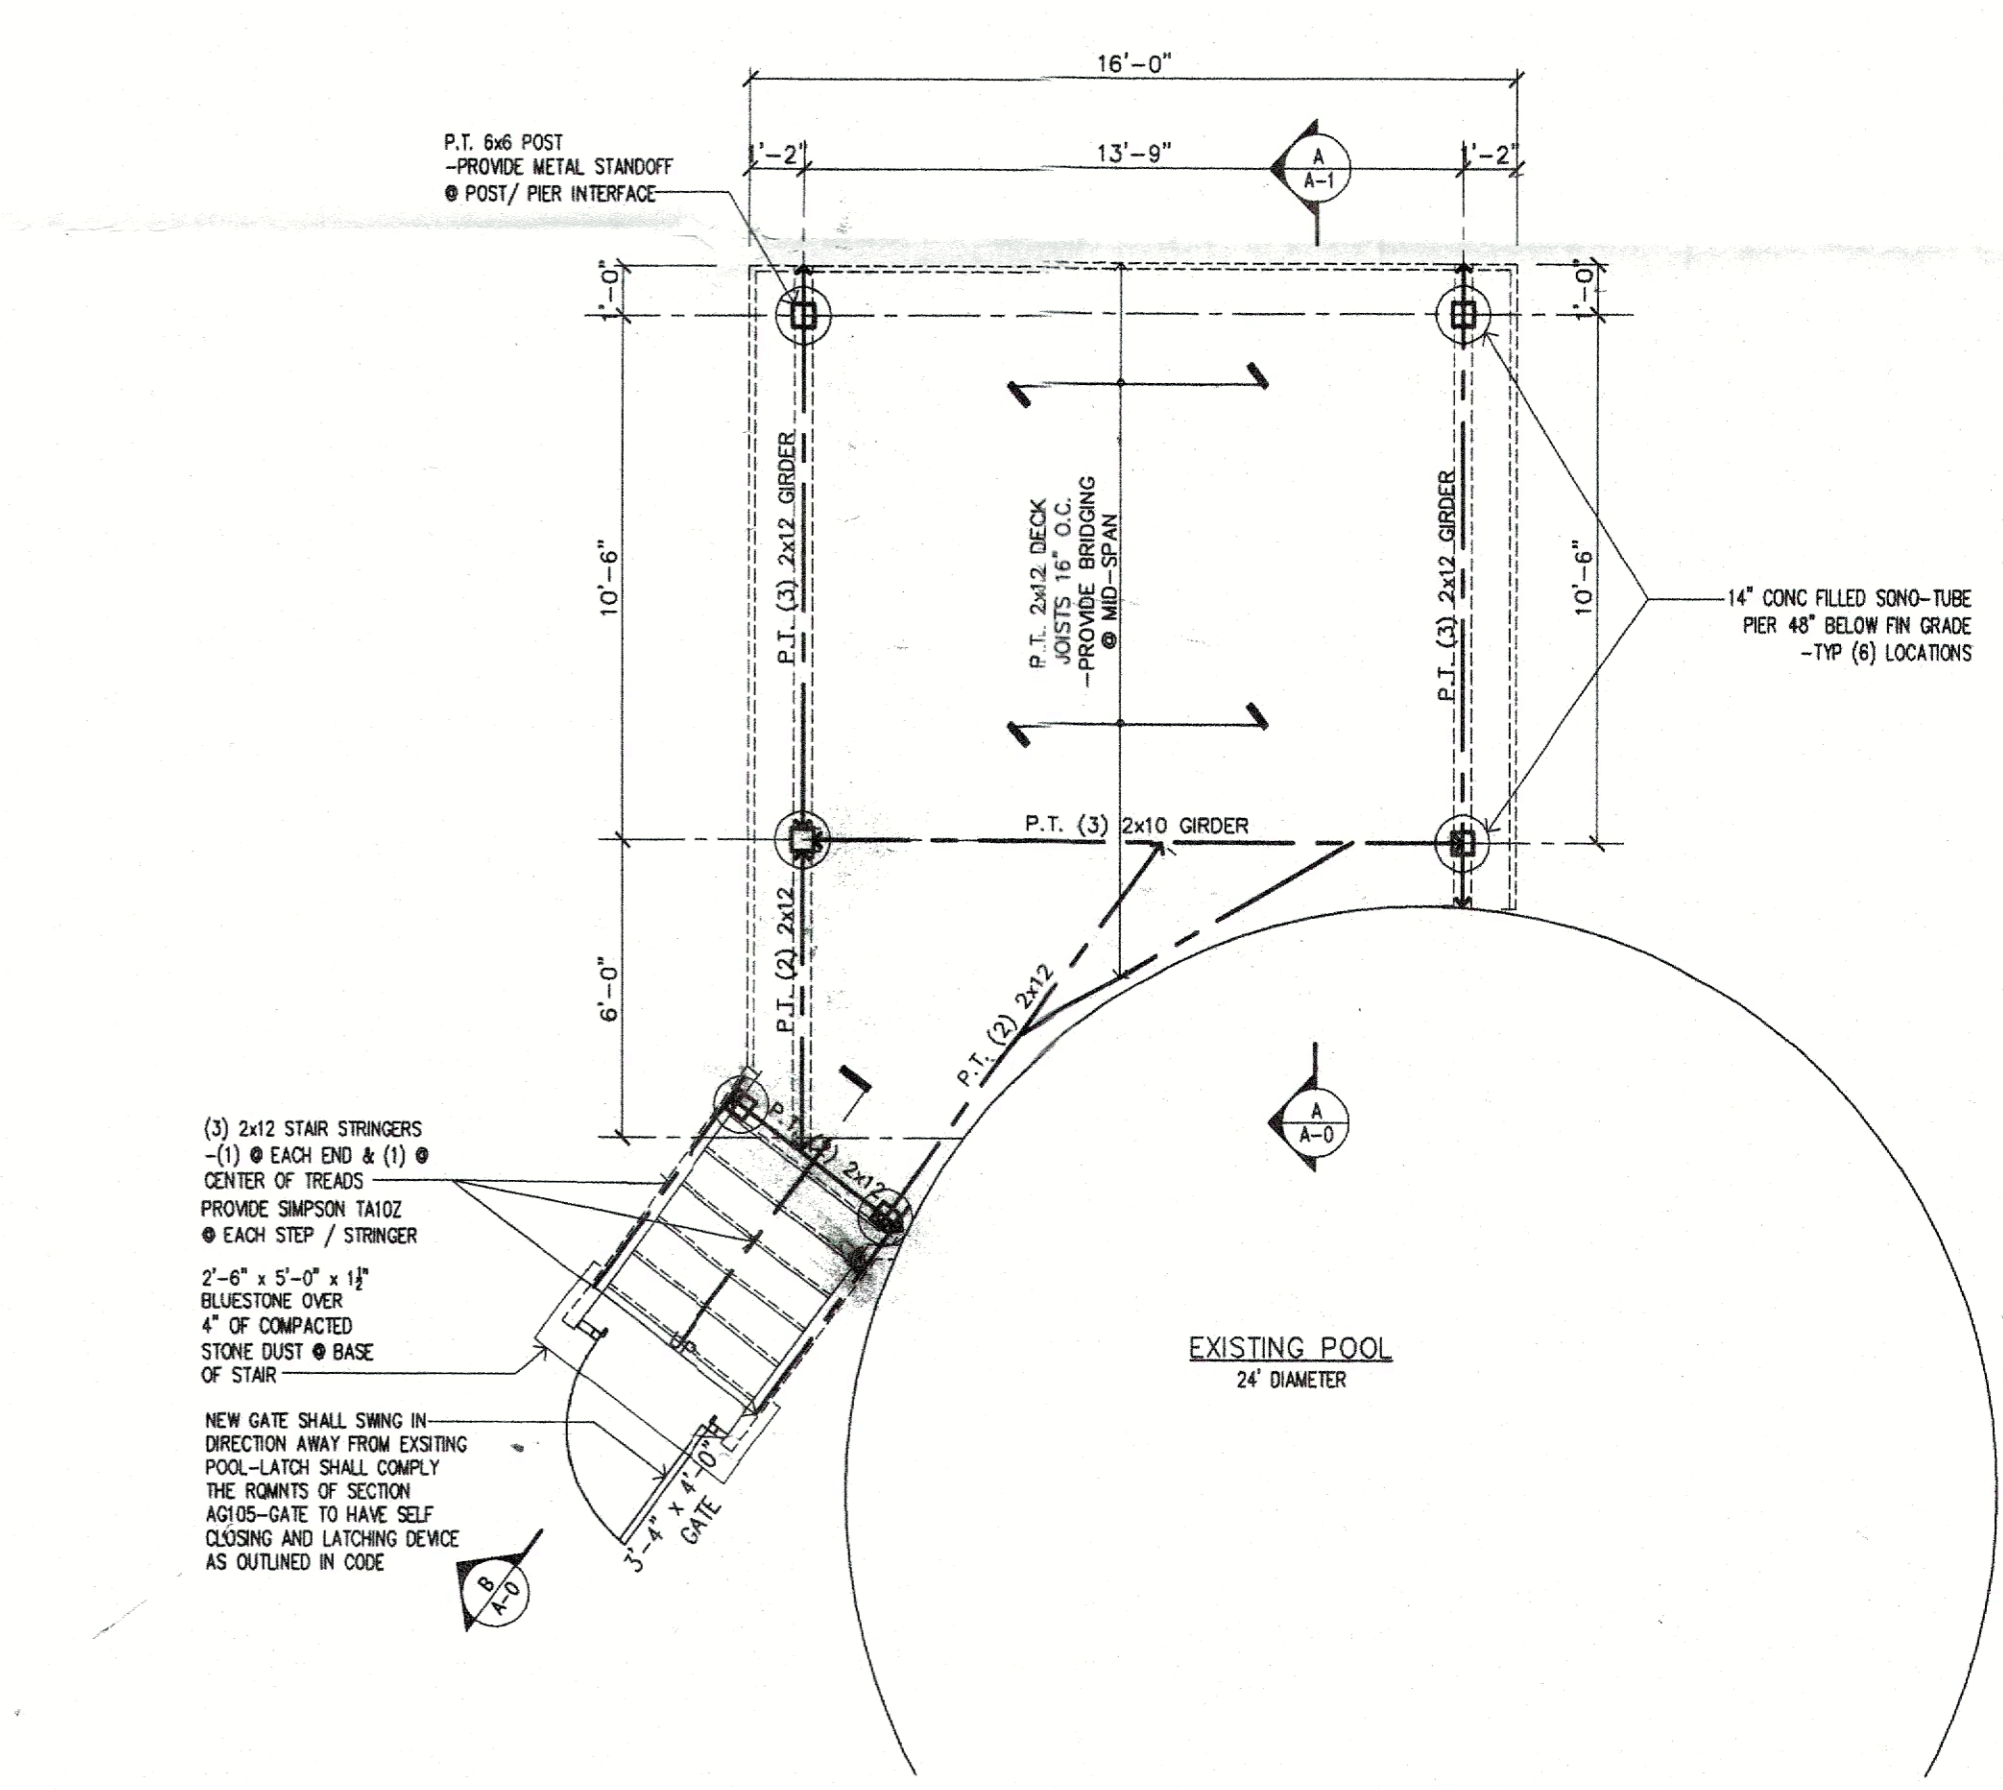 16'-0"
P.T. 6x6 POST
-PROVIDE METAL STANDOFF
@ POST/ PIER INTERFACE
1'-2"
13'-9"
1'-2"
A
A-1
1'-0"
1'-0"
P.T. (3) 2x12 GIRDER
P.T. 2x12 DECK
JOISTS 16" O.C.
-PROVIDE BRIDGING
@ MID-SPAN
P.T. (3) 2x12 GIRDER
10'-6"
10'-6"
14" CONC FILLED SONO-TUBE
PIER 48" BELOW FIN GRADE
-TYP (6) LOCATIONS
P.T. (3) 2x10 GIRDER
P.T. (2) 2x12
6'-0"
P.T. (2) 2x12
2x12
A
A-0
(3) 2x12 STAIR STRINGERS
-(1) @ EACH END & (1) @
CENTER OF TREADS
PROVIDE SIMPSON TA10Z
@ EACH STEP / STRINGER
2'-6" x 5'-0" x 1½"
BLUESTONE OVER
4" OF COMPACTED
STONE DUST @ BASE
OF STAIR
UP
EXISTING POOL
24' DIAMETER
NEW GATE SHALL SWING IN
DIRECTION AWAY FROM EXSITING
POOL-LATCH SHALL COMPLY
THE RQMNTS OF SECTION
AG105-GATE TO HAVE SELF
CLOSING AND LATCHING DEVICE
AS OUTLINED IN CODE
3'-4" X 4'-0"
GATE
B
A-0